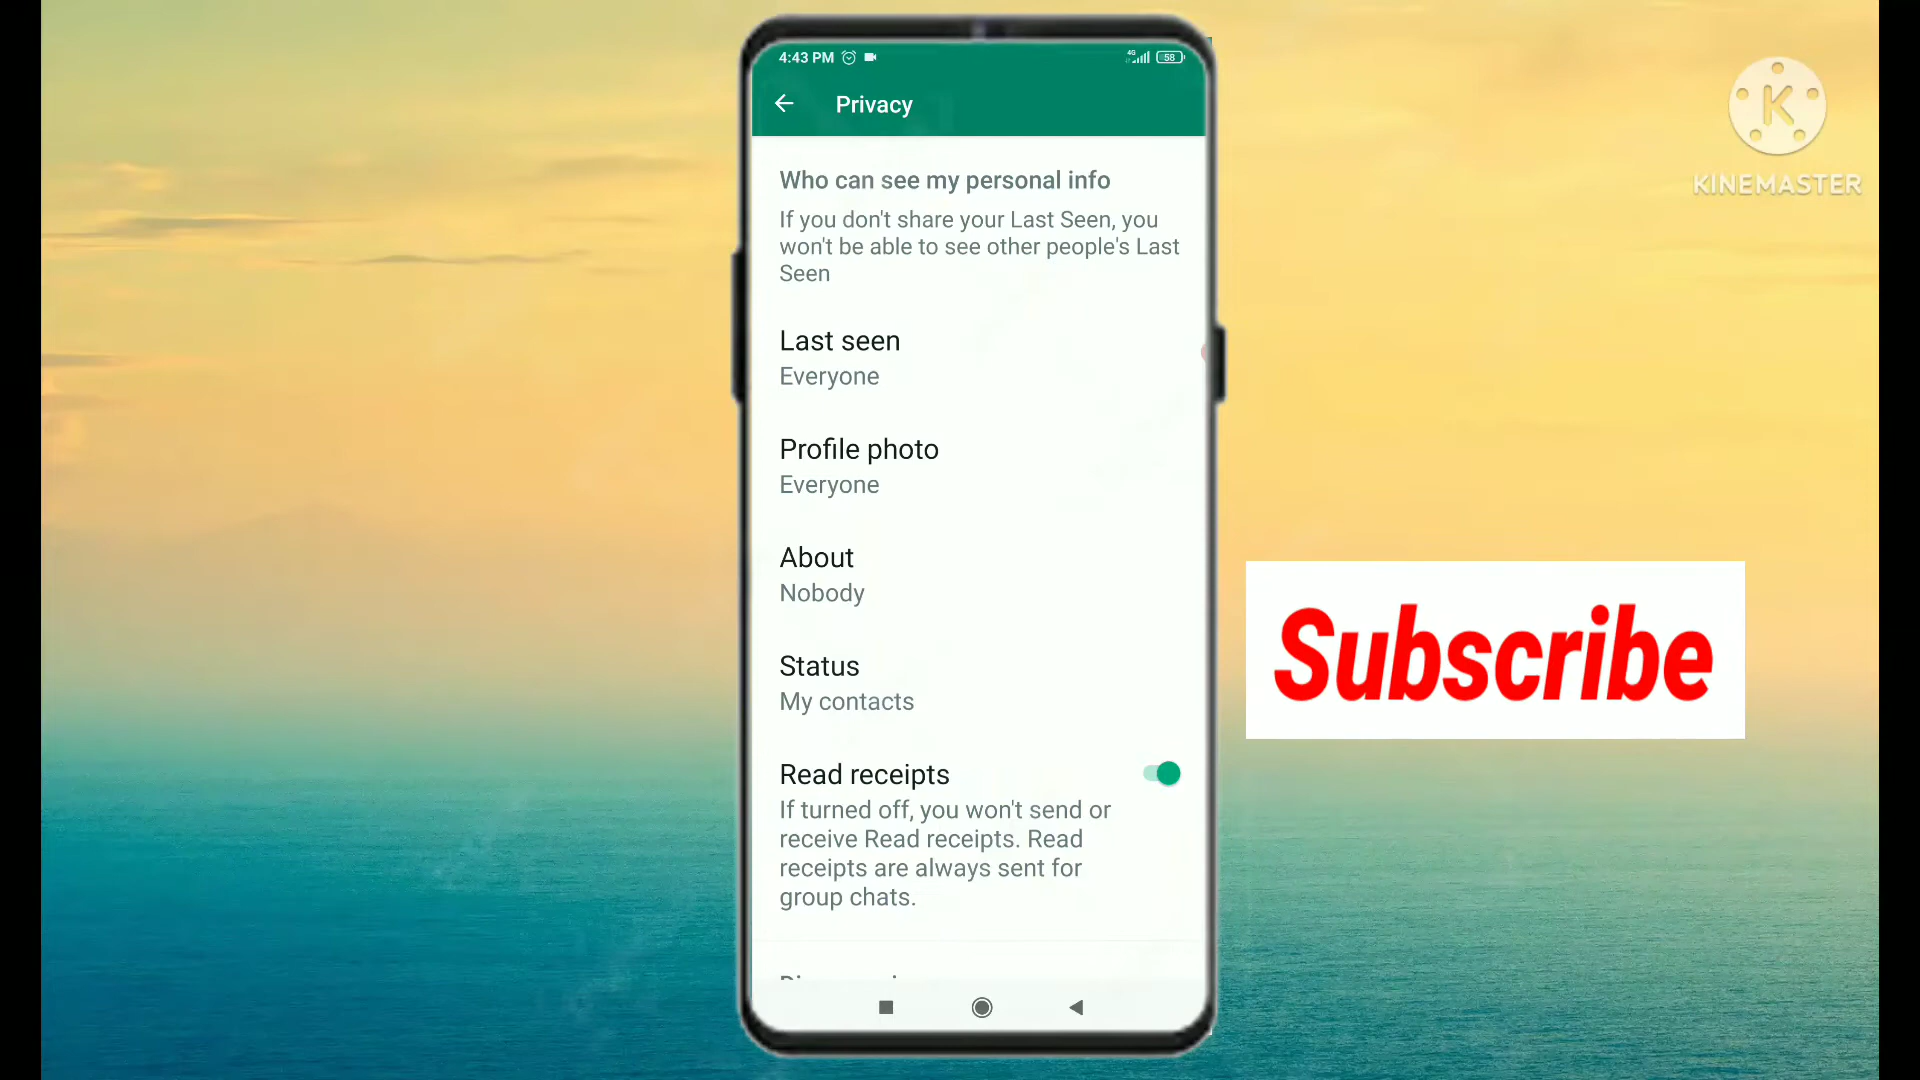 4:43 PM
4G
58
Privacy
K
KINEMASTER
Who can see my personal info
If you don't share your Last Seen, you
won't be able to see other people's Last
Seen
Last seen
Everyone
Profile photo
Everyone
About
Nobody
Status
My contacts
Subscribe
Read receipts
If turned off, you won't send or
receive Read receipts. Read
receipts are always sent for
group chats.